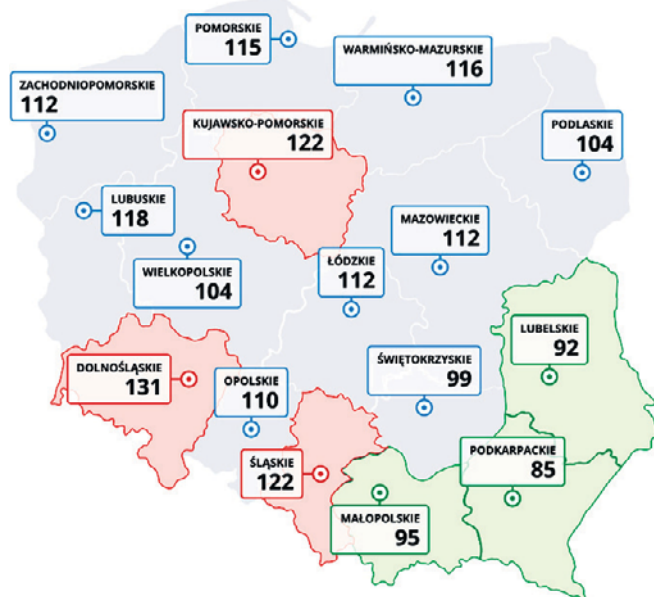 POMORSKIE
115
WARMIŃSKO-MAZURSKIE
116
ZACHODNIOPOMORSKIE
112
KUJAWSKO-POMORSKIE
122
PODLASKIE
104
LUBUSKIE
118
MAZOWIECKIE
112
WIELKOPOLSKIE
104
ŁÓDZKIE
112
LUBELSKIE
92
DOLNOŚLĄSKIE
131
OPOLSKIE
110
ŚWIĘTOKRZYSKIE
99
ŚLĄSKIE
122
PODKARPACKIE
85
MAŁOPOLSKIE
95